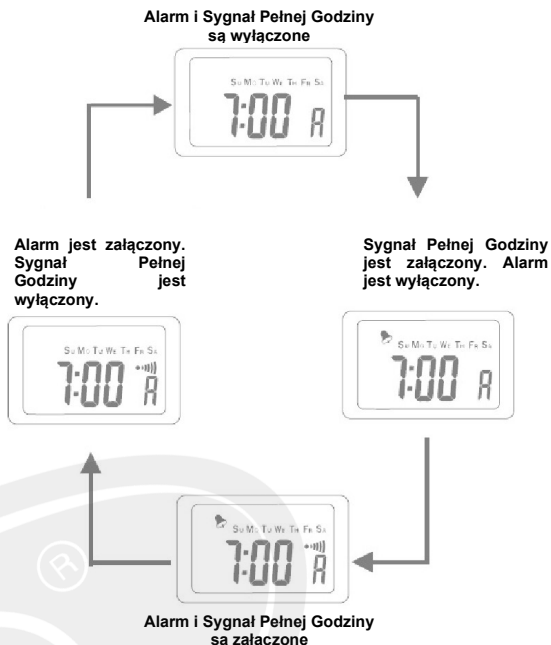 Alarm i Sygnał Pełnej Godziny
są wyłączone
Su Mo Tu We Th Fr Sa
7:00 A
Alarm jest załączony.
Sygnał Pełnej
Godziny jest
wyłączony.
Sygnał Pełnej Godziny
jest załączony. Alarm
jest wyłączony.
Su Mo Tu We Th Fr Sa
7:00 A
Su Mo Tu We Th Fr Sa
7:00 A
Su Mo Tu We Th Fr Sa
7:00 A
®
Alarm i Sygnał Pełnej Godziny
są załączone